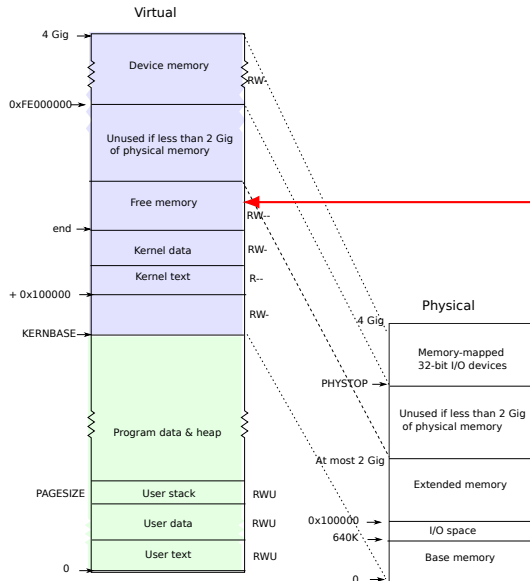 Virtual
4 Gig
Device memory
RW-
0xFE000000
Unused if less than 2 Gig
of physical memory
Free memory
RW--
end
Kernel data
RW-
Kernel text
R--
+ 0x100000
RW-
KERNBASE
Program data & heap
PAGESIZE
User stack
RWU
User data
RWU
User text
RWU
0
Physical
4 Gig
Memory-mapped
32-bit I/O devices
PHYSTOP
Unused if less than 2 Gig
of physical memory
At most 2 Gig
Extended memory
0x100000
I/O space
640K
Base memory
0